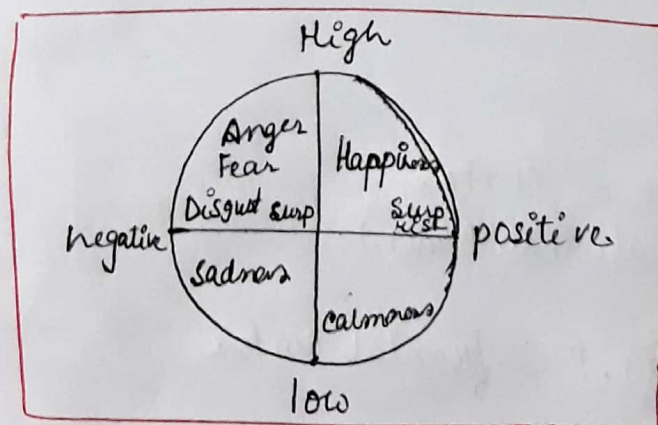 High
Anger
Fear
Happiness
Disgust surp
Surp
negative
positive
Sadness
Calmness
low